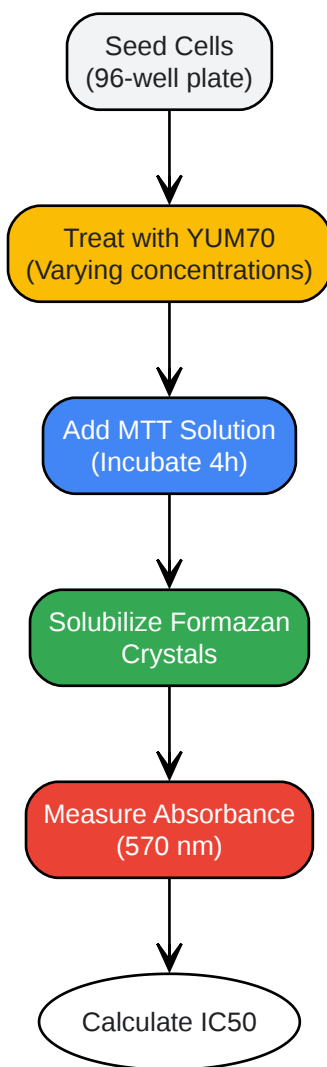 Seed Cells
(96-well plate)
Treat with YUM70
(Varying concentrations)
Add MTT Solution
(Incubate 4h)
Solubilize Formazan
Crystals
Measure Absorbance
(570 nm)
Calculate IC50